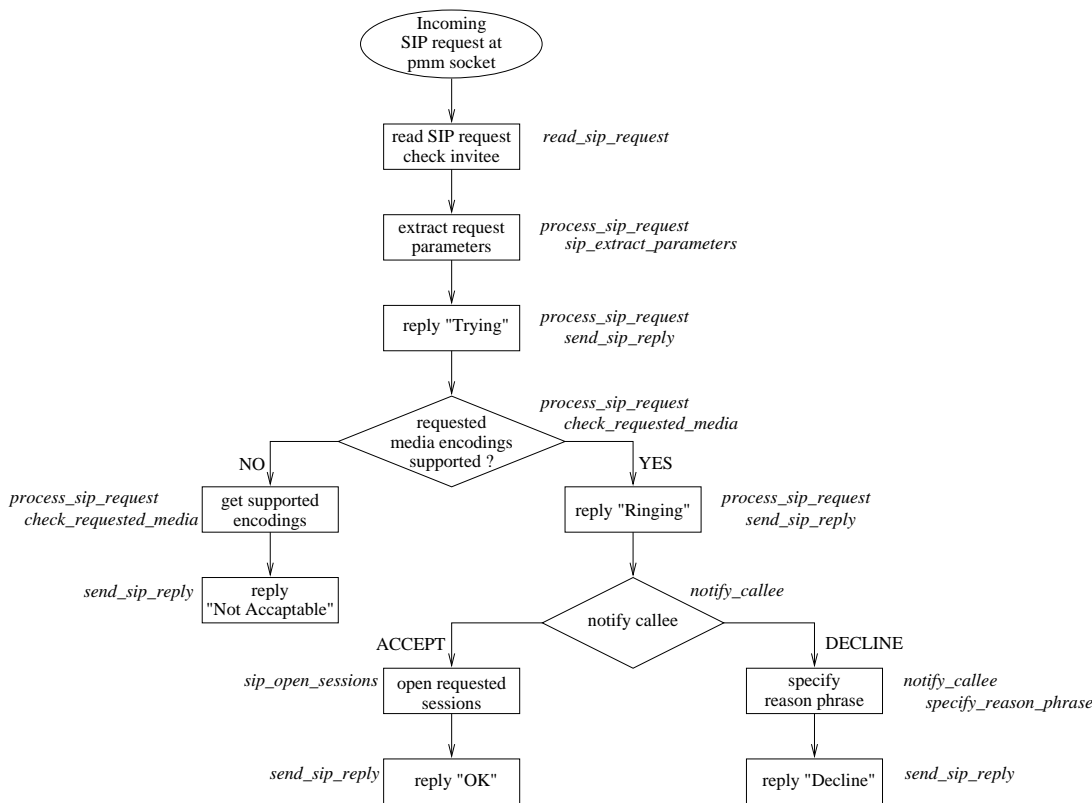 Incoming
SIP request at
pmm socket
read SIP request
check invitee
read_sip_request
extract request
parameters
process_sip_request
sip_extract_parameters
reply "Trying"
process_sip_request
send_sip_reply
requested
media encodings
supported ?
process_sip_request
check_requested_media
NO
YES
process_sip_request
check_requested_media
get supported
encodings
reply "Ringing"
process_sip_request
send_sip_reply
send_sip_reply
reply
"Not Accaptable"
notify callee
notify_callee
ACCEPT
DECLINE
sip_open_sessions
open requested
sessions
specify
reason phrase
notify_callee
specify_reason_phrase
send_sip_reply
reply "OK"
reply "Decline"
send_sip_reply